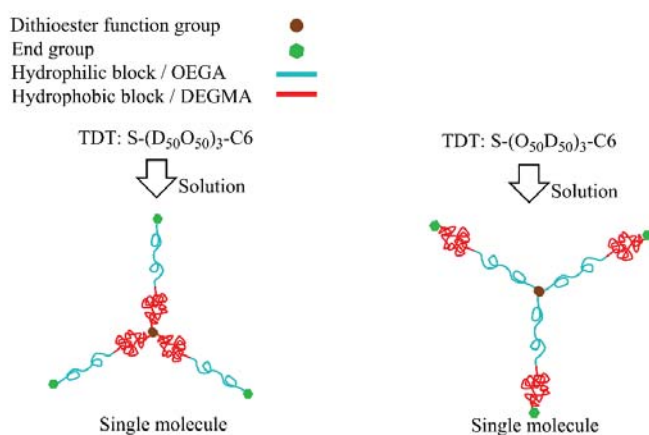 Dithioester function group
End group
Hydrophilic block / OEGA
Hydrophobic block / DEGMA
TDT: S-(D₅₀O₅₀)₃-C6
Solution
Single molecule
TDT: S-(O₅₀D₅₀)₃-C6
Solution
Single molecule